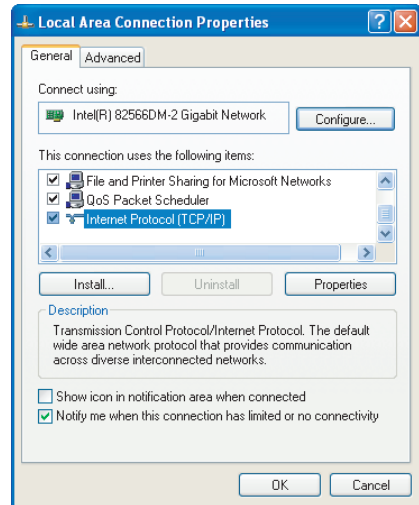 Local Area Connection Properties
General
Advanced
Connect using:
Intel(R) 82566DM-2 Gigabit Network
Configure...
This connection uses the following items:
File and Printer Sharing for Microsoft Networks
QoS Packet Scheduler
Internet Protocol (TCP/IP)
Install...
Uninstall
Properties
Description
Transmission Control Protocol/Internet Protocol. The default
wide area network protocol that provides communication
across diverse interconnected networks.
Show icon in notification area when connected
Notify me when this connection has limited or no connectivity
OK
Cancel